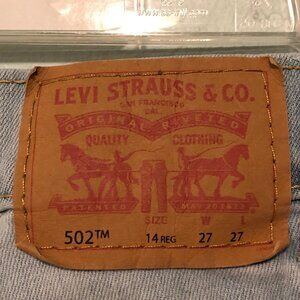 LEVI STRAUSS & CO.
SAN FRANCISCO
CAL
ORIGINAL RIVETED
QUALITY CLOTHING
PATENTED MAY 20 1873
SIZE W L
502™ 14 REG 27 27